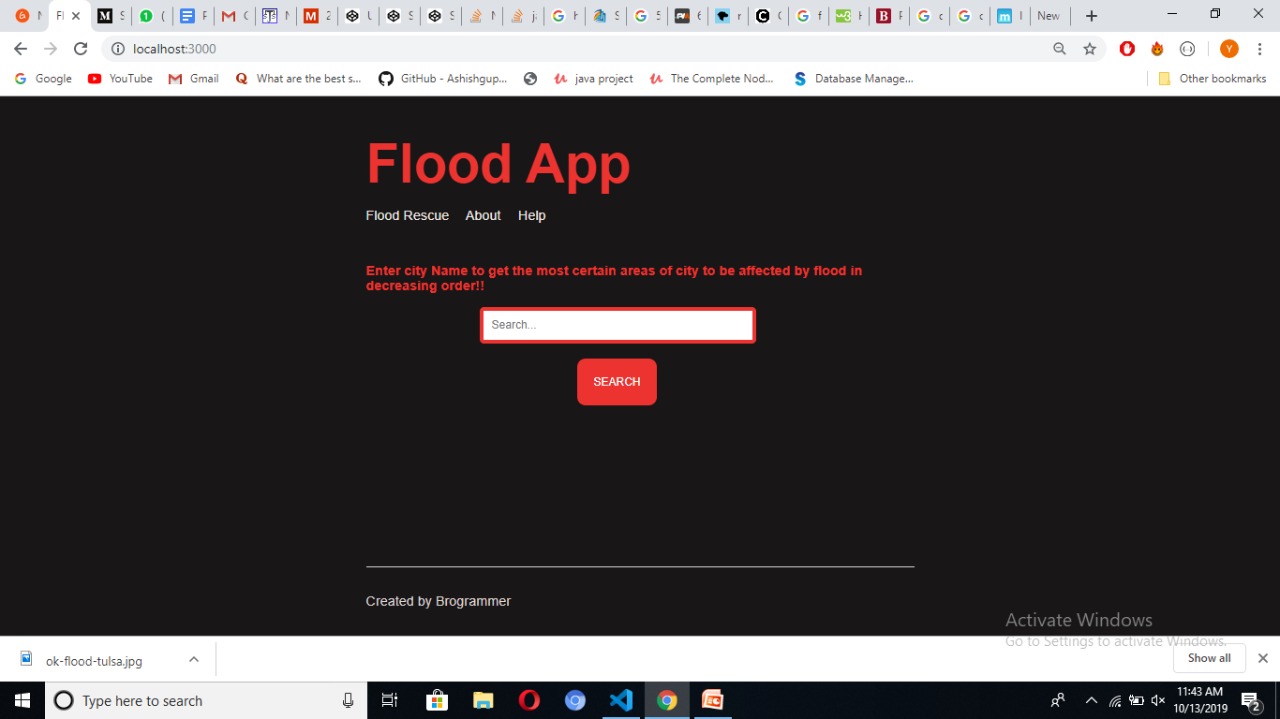 localhost:3000
Google
YouTube
Gmail
What are the best s...
GitHub - Ashishgup...
java project
The Complete Nod...
Database Manage...
Other bookmarks
New
Flood App
Flood Rescue About Help
Enter city Name to get the most certain areas of city to be affected by flood in
decreasing order!!
Search...
SEARCH
Created by Brogrammer
Activate Windows
Go to Settings to activate Windows.
ok-flood-tulsa.jpg
Show all
Type here to search
11:43 AM
10/13/2019
2